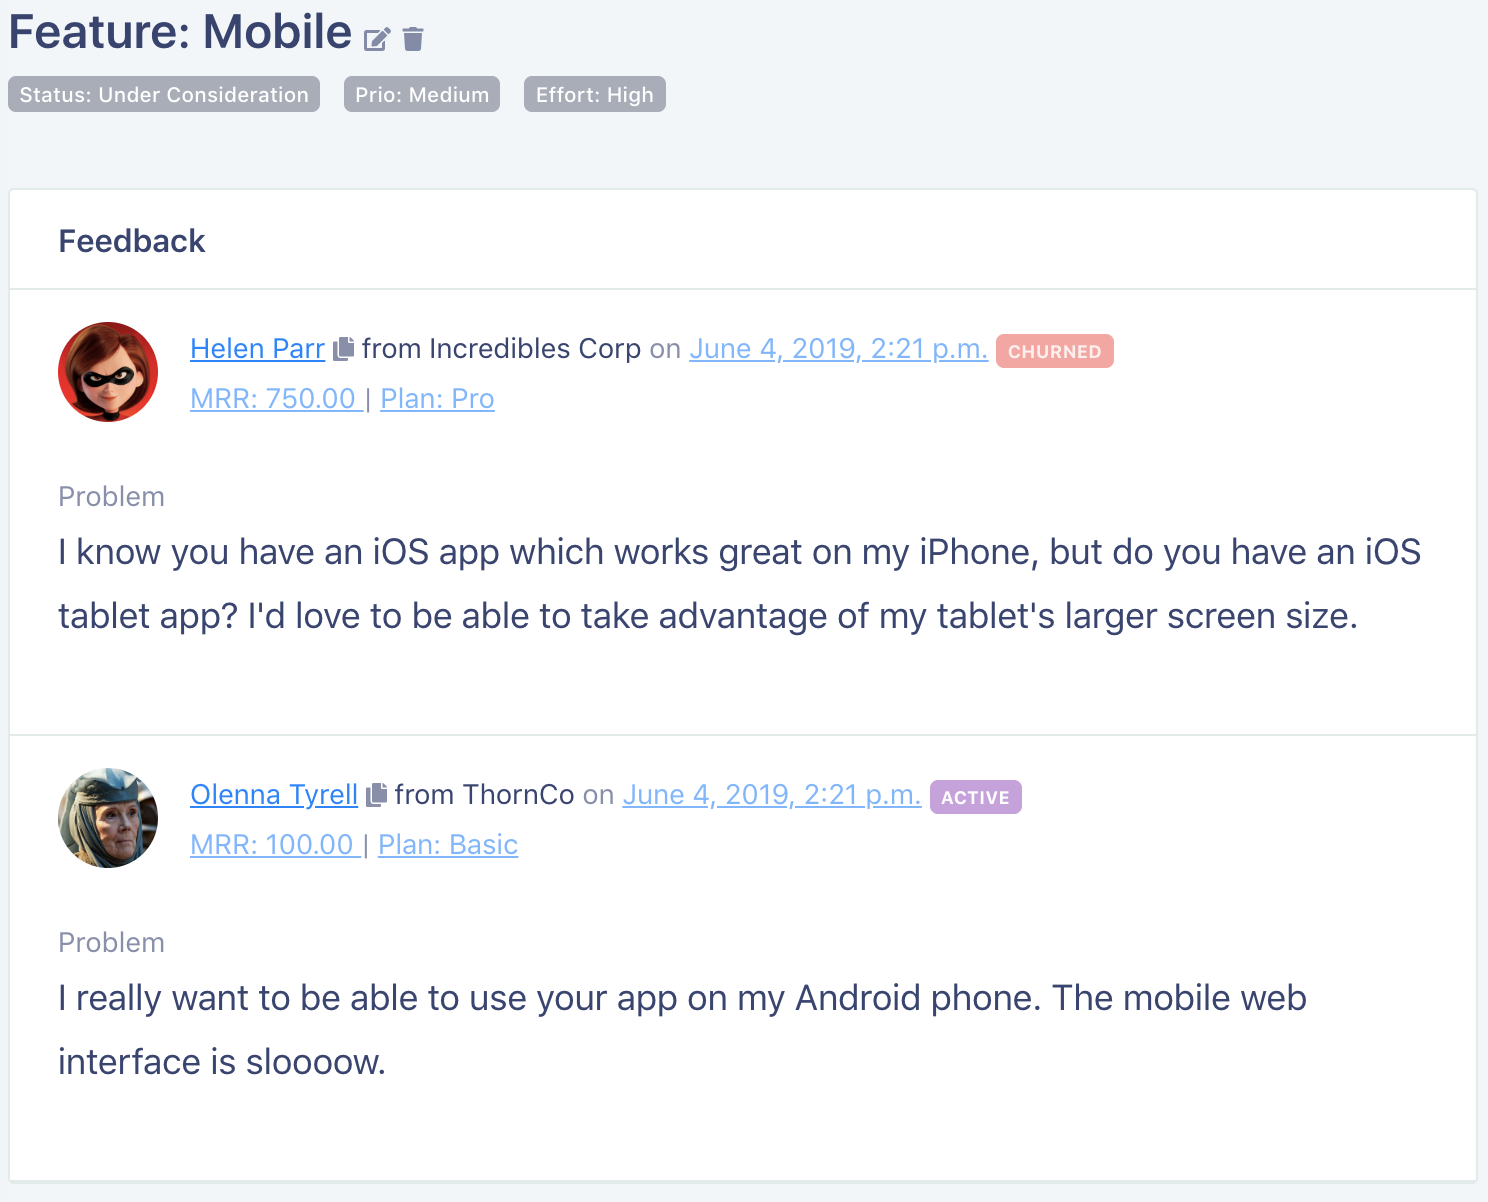 Feature: Mobile
Status: Under Consideration Prio: Medium Effort: High
Feedback
Helen Parr from Incredibles Corp on June 4, 2019, 2:21 p.m. CHURNED
MRR: 750.00 | Plan: Pro
Problem
I know you have an iOS app which works great on my iPhone, but do you have an iOS
tablet app? I'd love to be able to take advantage of my tablet's larger screen size.
Olenna Tyrell from ThornCo on June 4, 2019, 2:21 p.m. ACTIVE
MRR: 100.00 | Plan: Basic
Problem
I really want to be able to use your app on my Android phone. The mobile web
interface is sloooow.